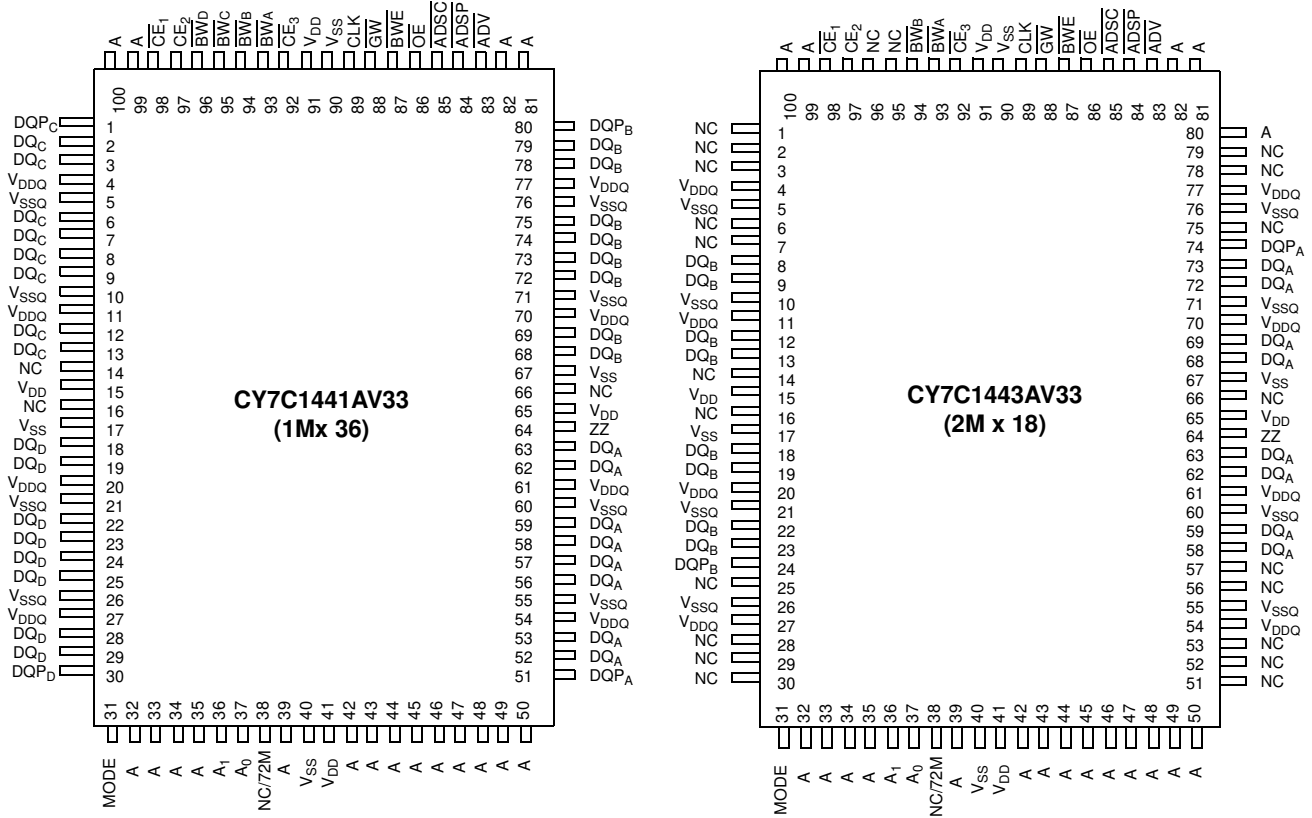 A
A
CE1
CE2
BWD
BWC
BWB
BWA
CE3
VDD
VSS
CLK
GW
BWE
OE
ADSC
ADSP
ADV
A
A
100
99
98
97
96
95
94
93
92
91
90
89
88
87
86
85
84
83
82
81
DQPC 1
DQC 2
DQC 3
VDDQ 4
VSSQ 5
DQC 6
DQC 7
DQC 8
DQC 9
VSSQ 10
VDDQ 11
DQC 12
DQC 13
NC 14
VDD 15
NC 16
VSS 17
DQD 18
DQD 19
VDDQ 20
VSSQ 21
DQD 22
DQD 23
DQD 24
DQD 25
VSSQ 26
VDDQ 27
DQD 28
DQD 29
DQPD 30
CY7C1441AV33
(1Mx 36)
80 DQPB
79 DQB
78 DQB
77 VDDQ
76 VSSQ
75 DQB
74 DQB
73 DQB
72 DQB
71 VSSQ
70 VDDQ
69 DQB
68 DQB
67 VSS
66 NC
65 VDD
64 ZZ
63 DQA
62 DQA
61 VDDQ
60 VSSQ
59 DQA
58 DQA
57 DQA
56 DQA
55 VSSQ
54 VDDQ
53 DQA
52 DQA
51 DQPA
31
32
33
34
35
36
37
38
39
40
41
42
43
44
45
46
47
48
49
50
MODE
A
A
A
A
A1
A0
NC/72M
A
VSS
VDD
A
A
A
A
A
A
A
A
A
A
A
CE1
CE2
NC
NC
BWB
BWA
CE3
VDD
VSS
CLK
GW
BWE
OE
ADSC
ADSP
ADV
A
A
100
99
98
97
96
95
94
93
92
91
90
89
88
87
86
85
84
83
82
81
NC 1
NC 2
NC 3
VDDQ 4
VSSQ 5
NC 6
NC 7
DQB 8
DQB 9
VSSQ 10
VDDQ 11
DQB 12
DQB 13
NC 14
VDD 15
NC 16
VSS 17
DQB 18
DQB 19
VDDQ 20
VSSQ 21
DQB 22
DQB 23
DQPB 24
NC 25
VSSQ 26
VDDQ 27
NC 28
NC 29
NC 30
CY7C1443AV33
(2M x 18)
80 A
79 NC
78 NC
77 VDDQ
76 VSSQ
75 NC
74 DQPA
73 DQA
72 DQA
71 VSSQ
70 VDDQ
69 DQA
68 DQA
67 VSS
66 NC
65 VDD
64 ZZ
63 DQA
62 DQA
61 VDDQ
60 VSSQ
59 DQA
58 DQA
57 NC
56 NC
55 VSSQ
54 VDDQ
53 NC
52 NC
51 NC
31
32
33
34
35
36
37
38
39
40
41
42
43
44
45
46
47
48
49
50
MODE
A
A
A
A
A1
A0
NC/72M
A
VSS
VDD
A
A
A
A
A
A
A
A
A